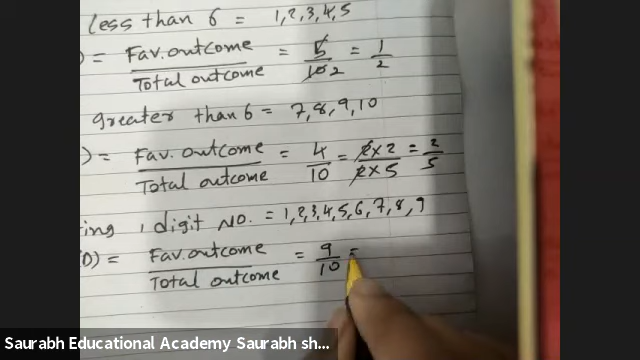 less than 6 = 1,2,3,4,5
) = Fav. outcome / Total outcome = 5 / 10 2 = 1 / 2
greater than 6 = 7,8,9,10
) = Fav. outcome / Total outcome = 4 / 10 = 2 x 2 / 2 x 5 = 2 / 5
ing 1 digit NO. = 1,2,3,4,5,6,7,8,9
D) = Fav. outcome / Total outcome = 9 / 10 =
Saurabh Educational Academy Saurabh sh...